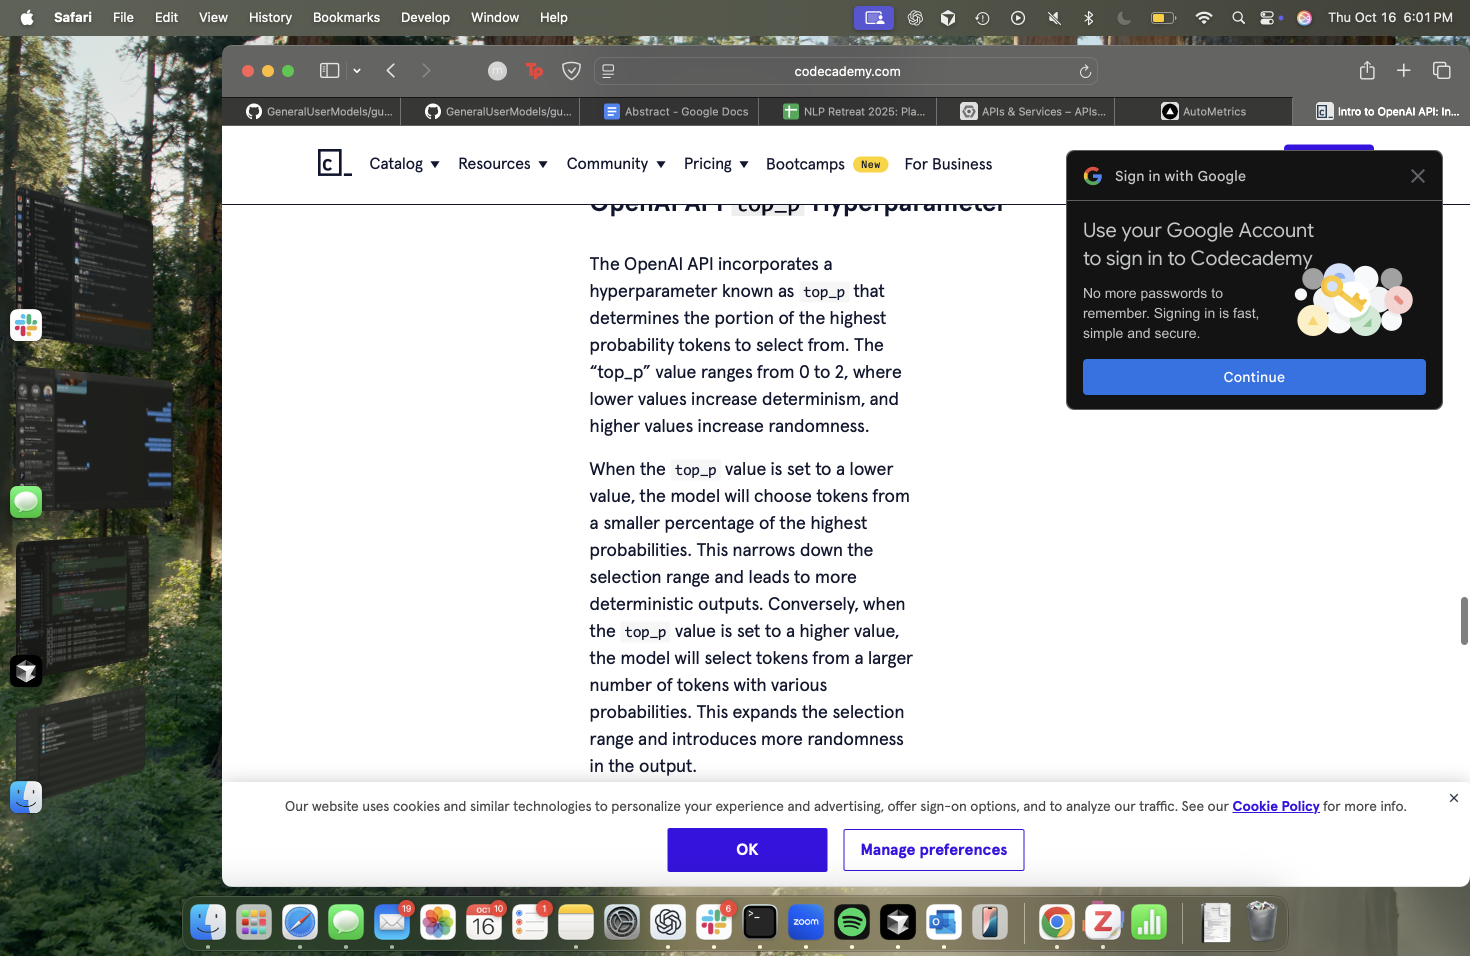 Safari File Edit View History Bookmarks Develop Window Help Thu Oct 16 6:01 PM
codecademy.com
GeneralUserModels/gu... GeneralUserModels/gu... Abstract – Google Docs NLP Retreat 2025: Pla... APIs & Services – APIs... AutoMetrics Intro to OpenAI API: In...
Catalog Resources Community Pricing Bootcamps New For Business
OpenAI API top_p Hyperparameter
The OpenAI API incorporates a
hyperparameter known as top_p that
determines the portion of the highest
probability tokens to select from. The
“top_p” value ranges from 0 to 2, where
lower values increase determinism, and
higher values increase randomness.
When the top_p value is set to a lower
value, the model will choose tokens from
a smaller percentage of the highest
probabilities. This narrows down the
selection range and leads to more
deterministic outputs. Conversely, when
the top_p value is set to a higher value,
the model will select tokens from a larger
number of tokens with various
probabilities. This expands the selection
range and introduces more randomness
in the output.
Sign in with Google
Use your Google Account
to sign in to Codecademy
No more passwords to
remember. Signing in is fast,
simple and secure.
Continue
Our website uses cookies and similar technologies to personalize your experience and advertising, offer sign-on options, and to analyze our traffic. See our Cookie Policy for more info.
OK Manage preferences
19 OCT 10 16 1 6 zoom